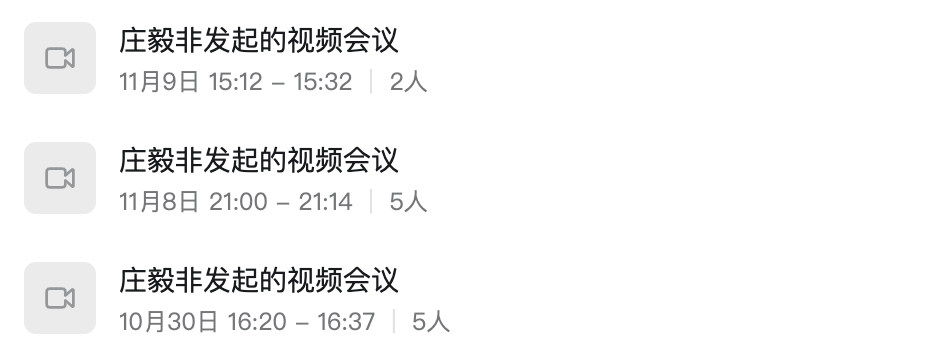 庄毅非发起的视频会议
11月9日 15:12 – 15:32 | 2人
庄毅非发起的视频会议
11月8日 21:00 – 21:14 | 5人
庄毅非发起的视频会议
10月30日 16:20 – 16:37 | 5人